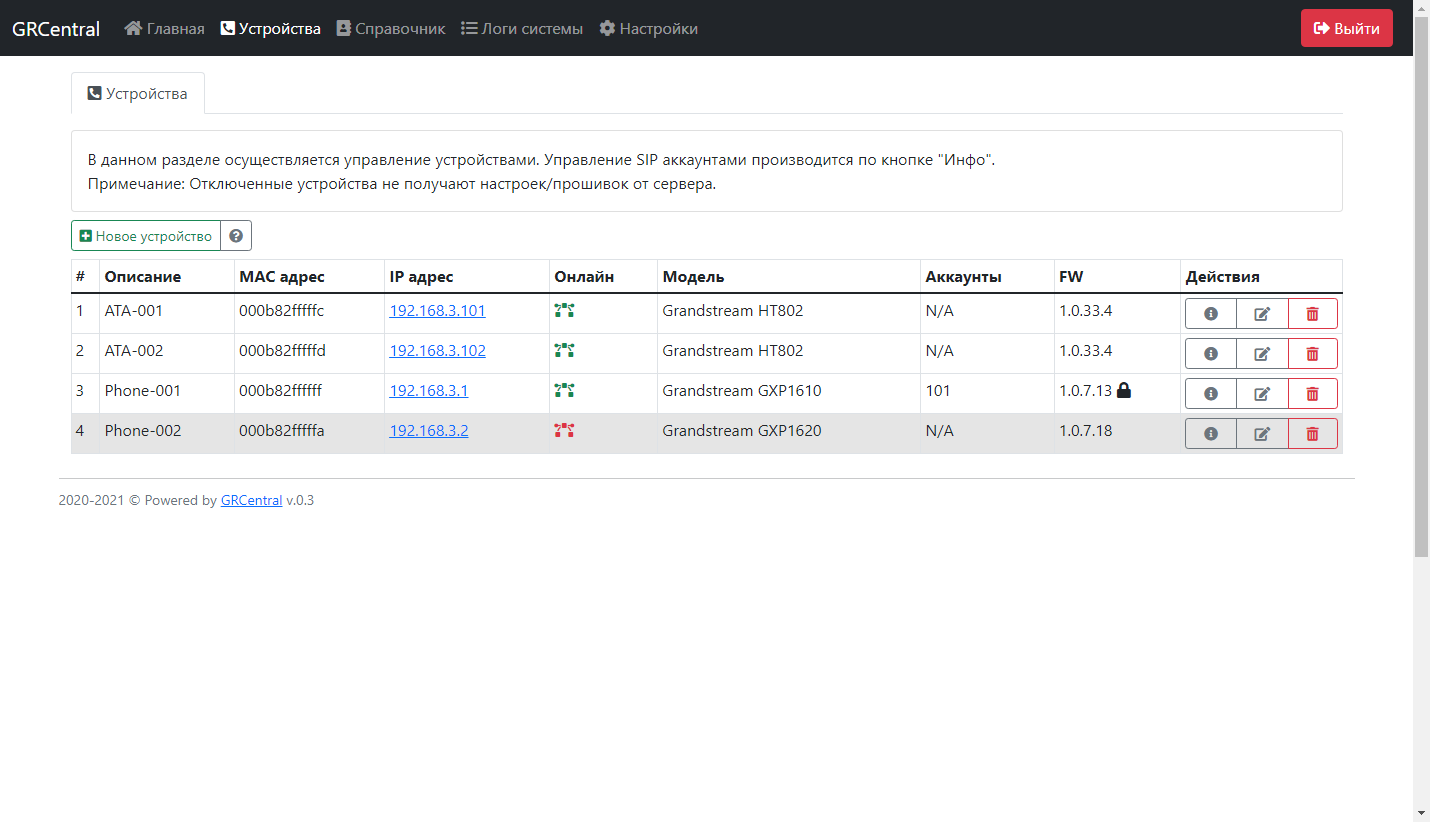 GRCentral Главная Устройства Справочник Логи системы Настройки Выйти
Устройства
В данном разделе осуществляется управление устройствами. Управление SIP аккаунтами производится по кнопке "Инфо".
Примечание: Отключенные устройства не получают настроек/прошивок от сервера.
Новое устройство
# Описание MAC адрес IP адрес Онлайн Модель Аккаунты FW Действия
1 ATA-001 000b82fffffc 192.168.3.101 Grandstream HT802 N/A 1.0.33.4
2 ATA-002 000b82fffffd 192.168.3.102 Grandstream HT802 N/A 1.0.33.4
3 Phone-001 000b82ffffff 192.168.3.1 Grandstream GXP1610 101 1.0.7.13
4 Phone-002 000b82fffffa 192.168.3.2 Grandstream GXP1620 N/A 1.0.7.18
2020-2021 © Powered by GRCentral v.0.3